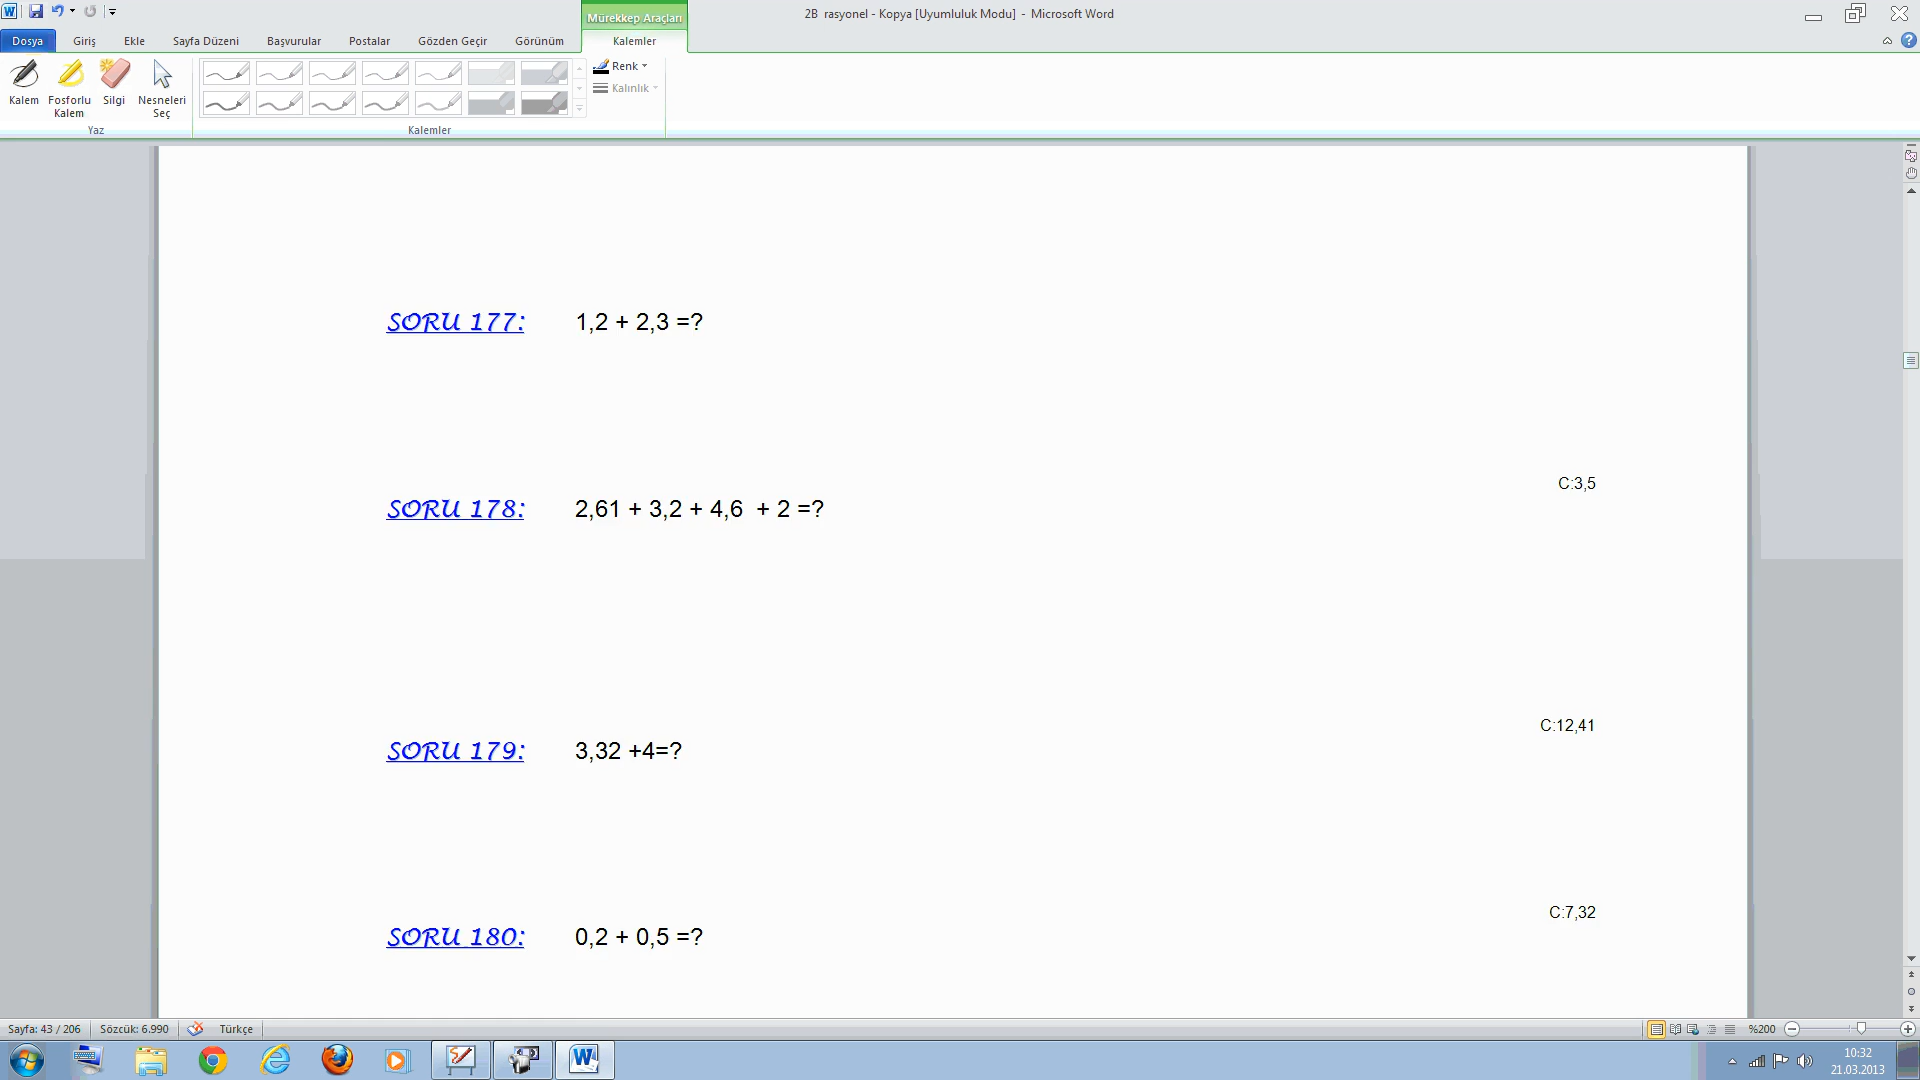 2B rasyonel - Kopya [Uyumluluk Modu] - Microsoft Word
Mürekkep Araçları
Dosya Giriş Ekle Sayfa Düzeni Başvurular Postalar Gözden Geçir Görünüm Kalemler
Kalem
Fosforlu Kalem
Silgi
Nesneleri Seç
Renk
Kalınlık
Yaz
Kalemler
SORU 177: 1,2 + 2,3 =?
C:3,5
SORU 178: 2,61 + 3,2 + 4,6 + 2 =?
C:12,41
SORU 179: 3,32 +4=?
C:7,32
SORU 180: 0,2 + 0,5 =?
Sayfa: 43 / 206 Sözcük: 6.990 Türkçe %200
10:32
21.03.2013